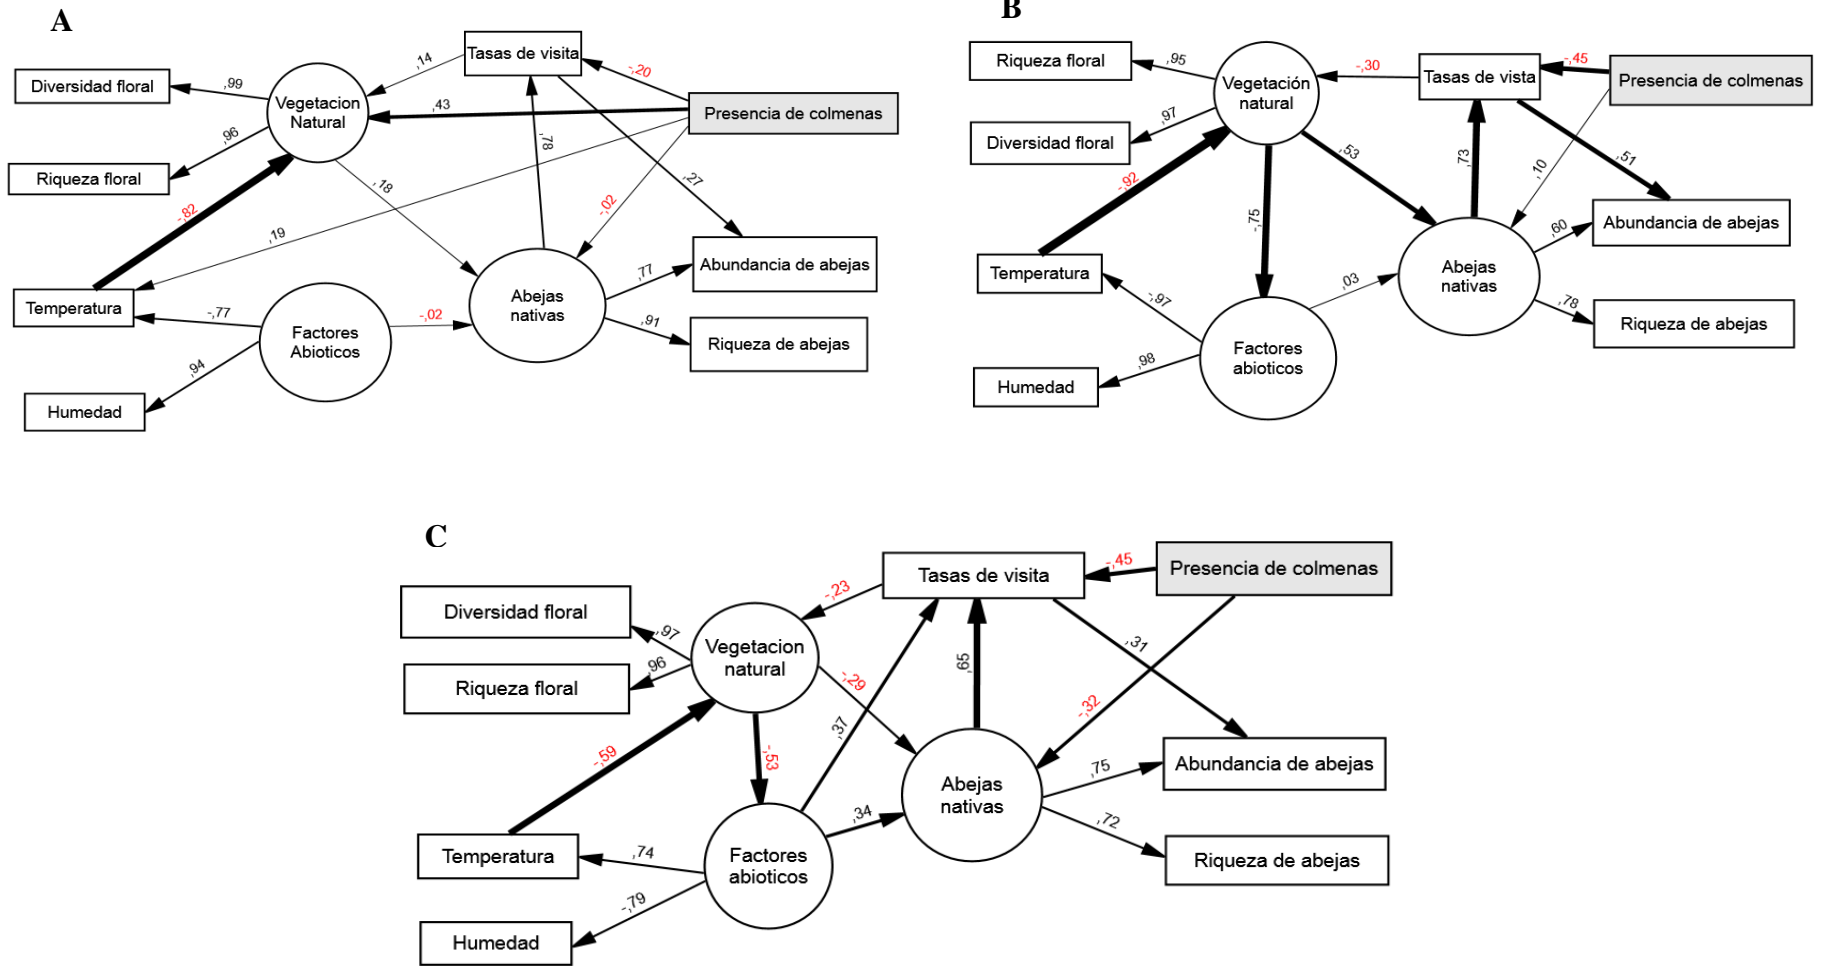 A
Tasas de visita
,14
-,20
Diversidad floral
,99
Vegetacion
Natural
,43
Presencia de colmenas
,96
,78
Riqueza floral
,18
,27
-,02
-,82
,19
Abundancia de abejas
,77
Temperatura
-,77
Abejas
nativas
-,02
,91
Factores
Abioticos
Riqueza de abejas
,94
Humedad
B
Riqueza floral
,95
Vegetación
natural
-,30
Tasas de vista
-,45
Presencia de colmenas
,97
Diversidad floral
,53
,73
,51
,10
-,92
-,75
,60
Abundancia de abejas
Temperatura
-,97
,03
Abejas
nativas
,78
Riqueza de abejas
Factores
abioticos
,98
Humedad
C
Tasas de visita
-,45
Presencia de colmenas
-,23
Diversidad floral
,97
Vegetacion
natural
,96
Riqueza floral
-,29
,65
,31
-,32
,37
-,59
-,53
Abejas
nativas
,75
Abundancia de abejas
,34
,72
Temperatura
,74
Factores
abioticos
Riqueza de abejas
-,79
Humedad